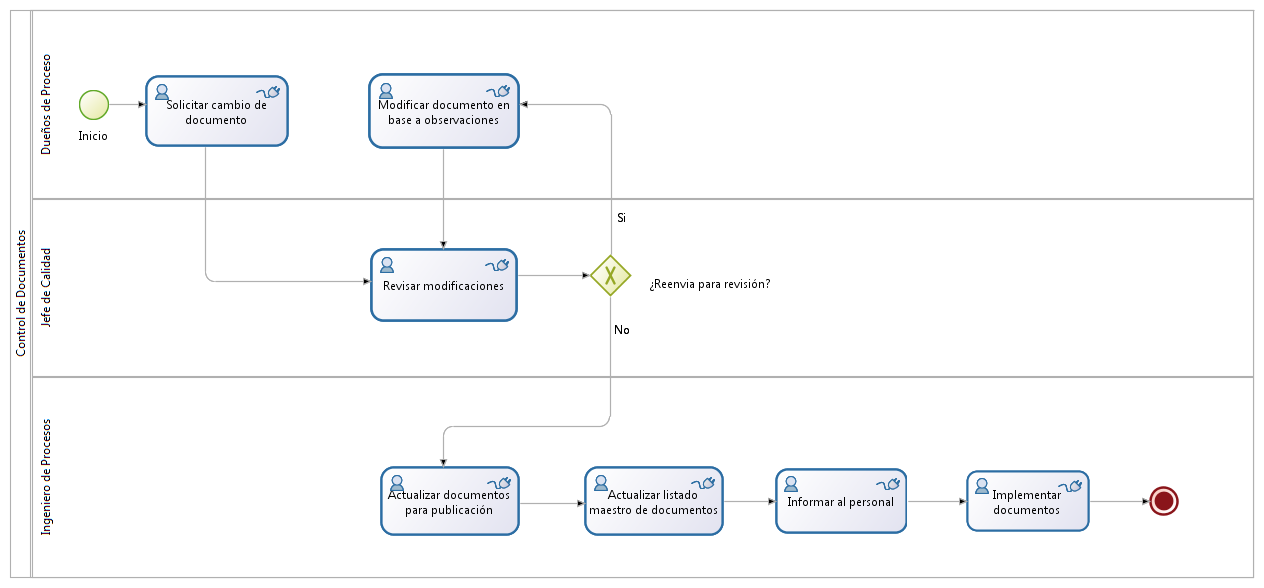 Control de Documentos
Dueños de Proceso
Inicio
Solicitar cambio de
documento
Modificar documento en
base a observaciones
Si
Jefe de Calidad
Revisar modificaciones
¿Reenvia para revisión?
No
Ingeniero de Procesos
Actualizar documentos
para publicación
Actualizar listado
maestro de documentos
Informar al personal
Implementar
documentos